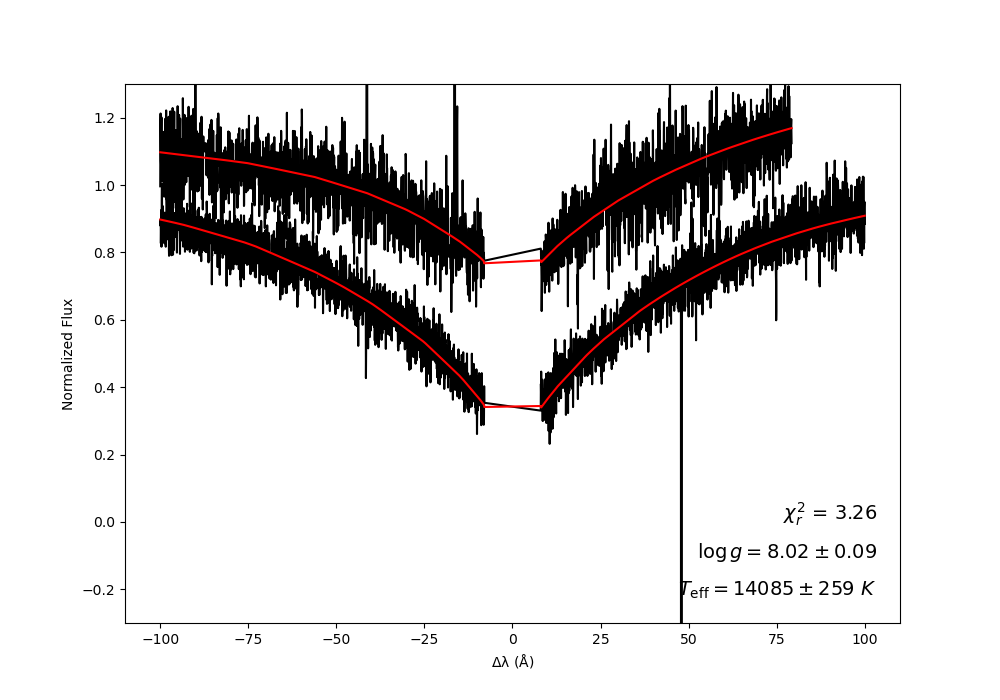 1.2
1.0
0.8
0.6
0.4
0.2
0.0
−0.2
Normalized Flux
χ²ᵣ = 3.26
log g = 8.02 ± 0.09
T_eff = 14085 ± 259 K
−100 −75 −50 −25 0 25 50 75 100
Δλ (Å)